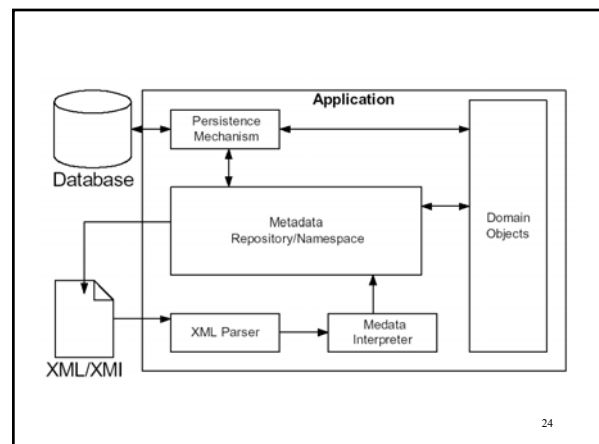 Application
Persistence
Mechanism
Database
Metadata
Repository/Namespace
Domain
Objects
XML Parser
Medata
Interpreter
XML/XMI
24